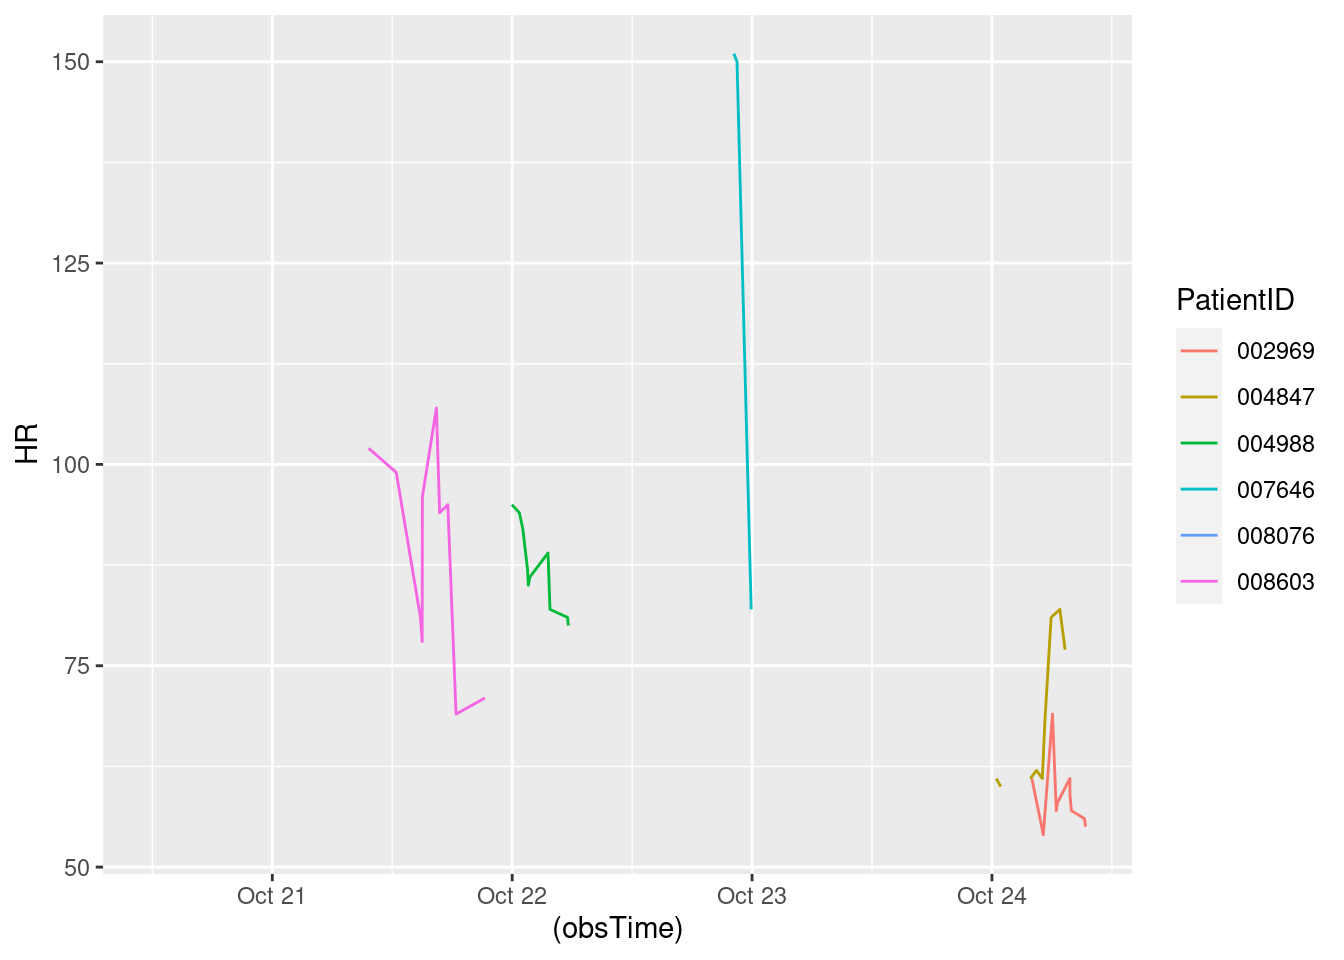 150
125
100
75
50
HR
Oct 21
Oct 22
Oct 23
Oct 24
(obsTime)
PatientID
002969
004847
004988
007646
008076
008603